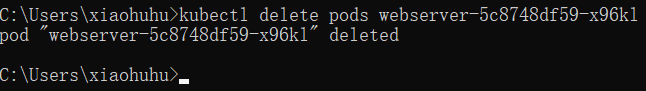 C:\Users\xiaohuhu>kubectl delete pods webserver-5c8748df59-x96kl
pod "webserver-5c8748df59-x96kl" deleted
C:\Users\xiaohuhu>